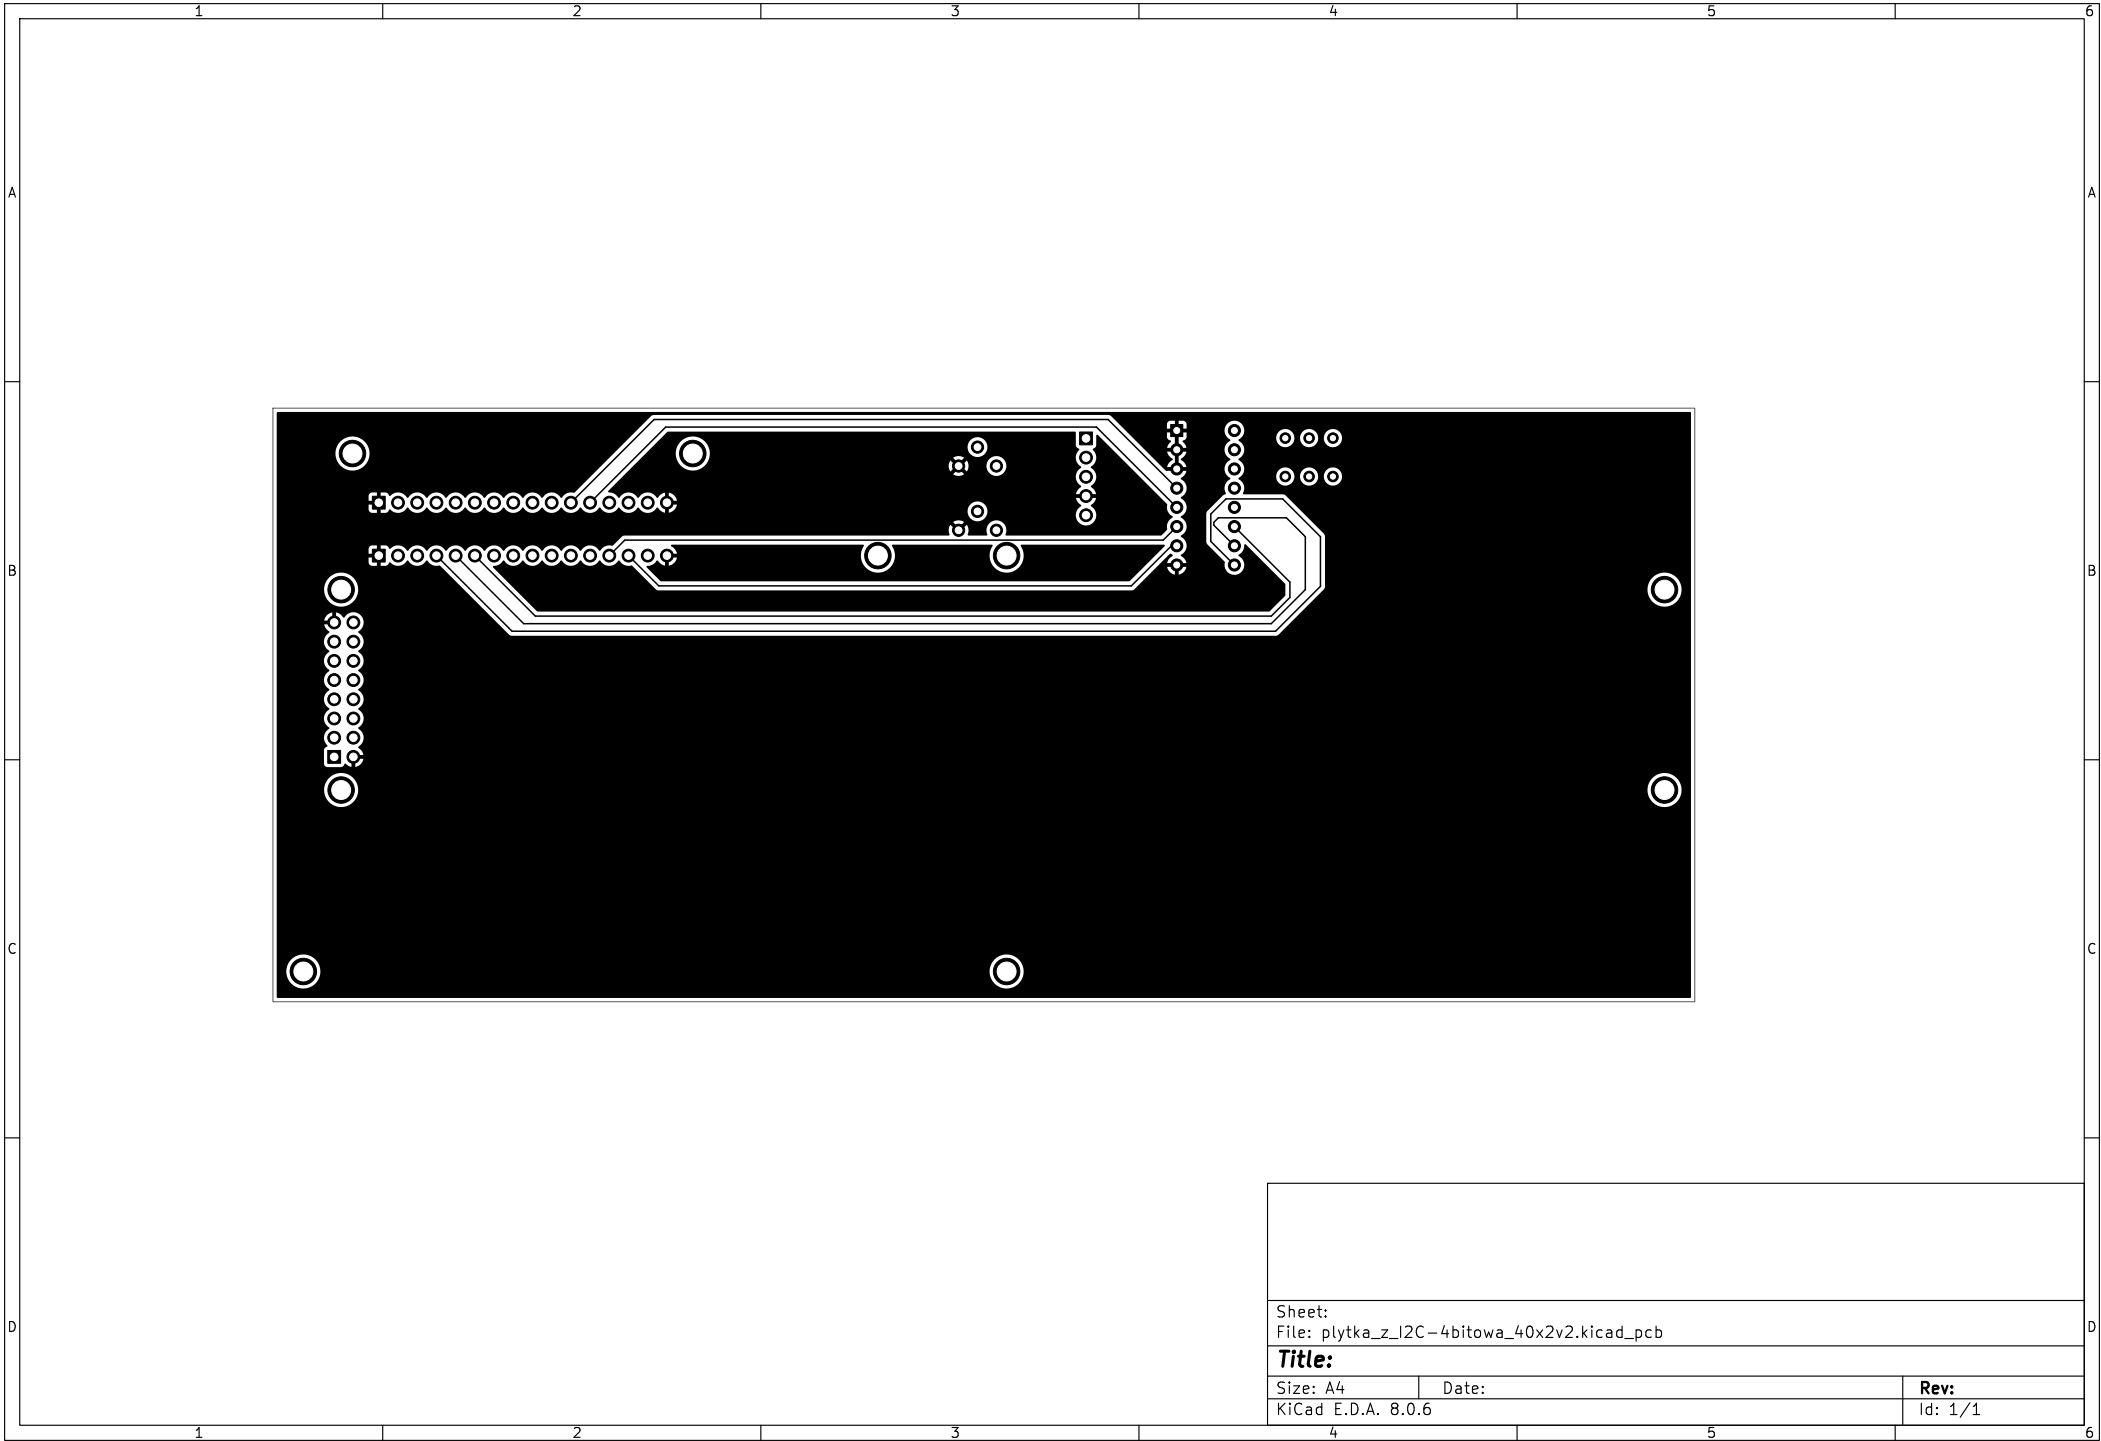 1 2 3 4 5 6
A A
B B
C C
D D
Sheet:
File: plytka_z_I2C-4bitowa_40x2v2.kicad_pcb
Title:
Size: A4 Date: Rev:
KiCad E.D.A. 8.0.6 Id: 1/1
1 2 3 4 5 6